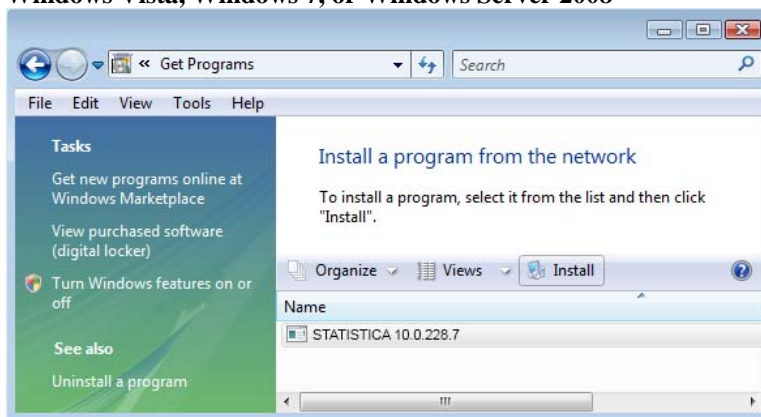 Windows Vista, Windows 7, or Windows Server 2008
« Get Programs
Search
File Edit View Tools Help
Tasks
Get new programs online at
Windows Marketplace
View purchased software
(digital locker)
Turn Windows features on or
off
See also
Uninstall a program
Install a program from the network
To install a program, select it from the list and then click
"Install".
Organize Views Install
Name
STATISTICA 10.0.228.7